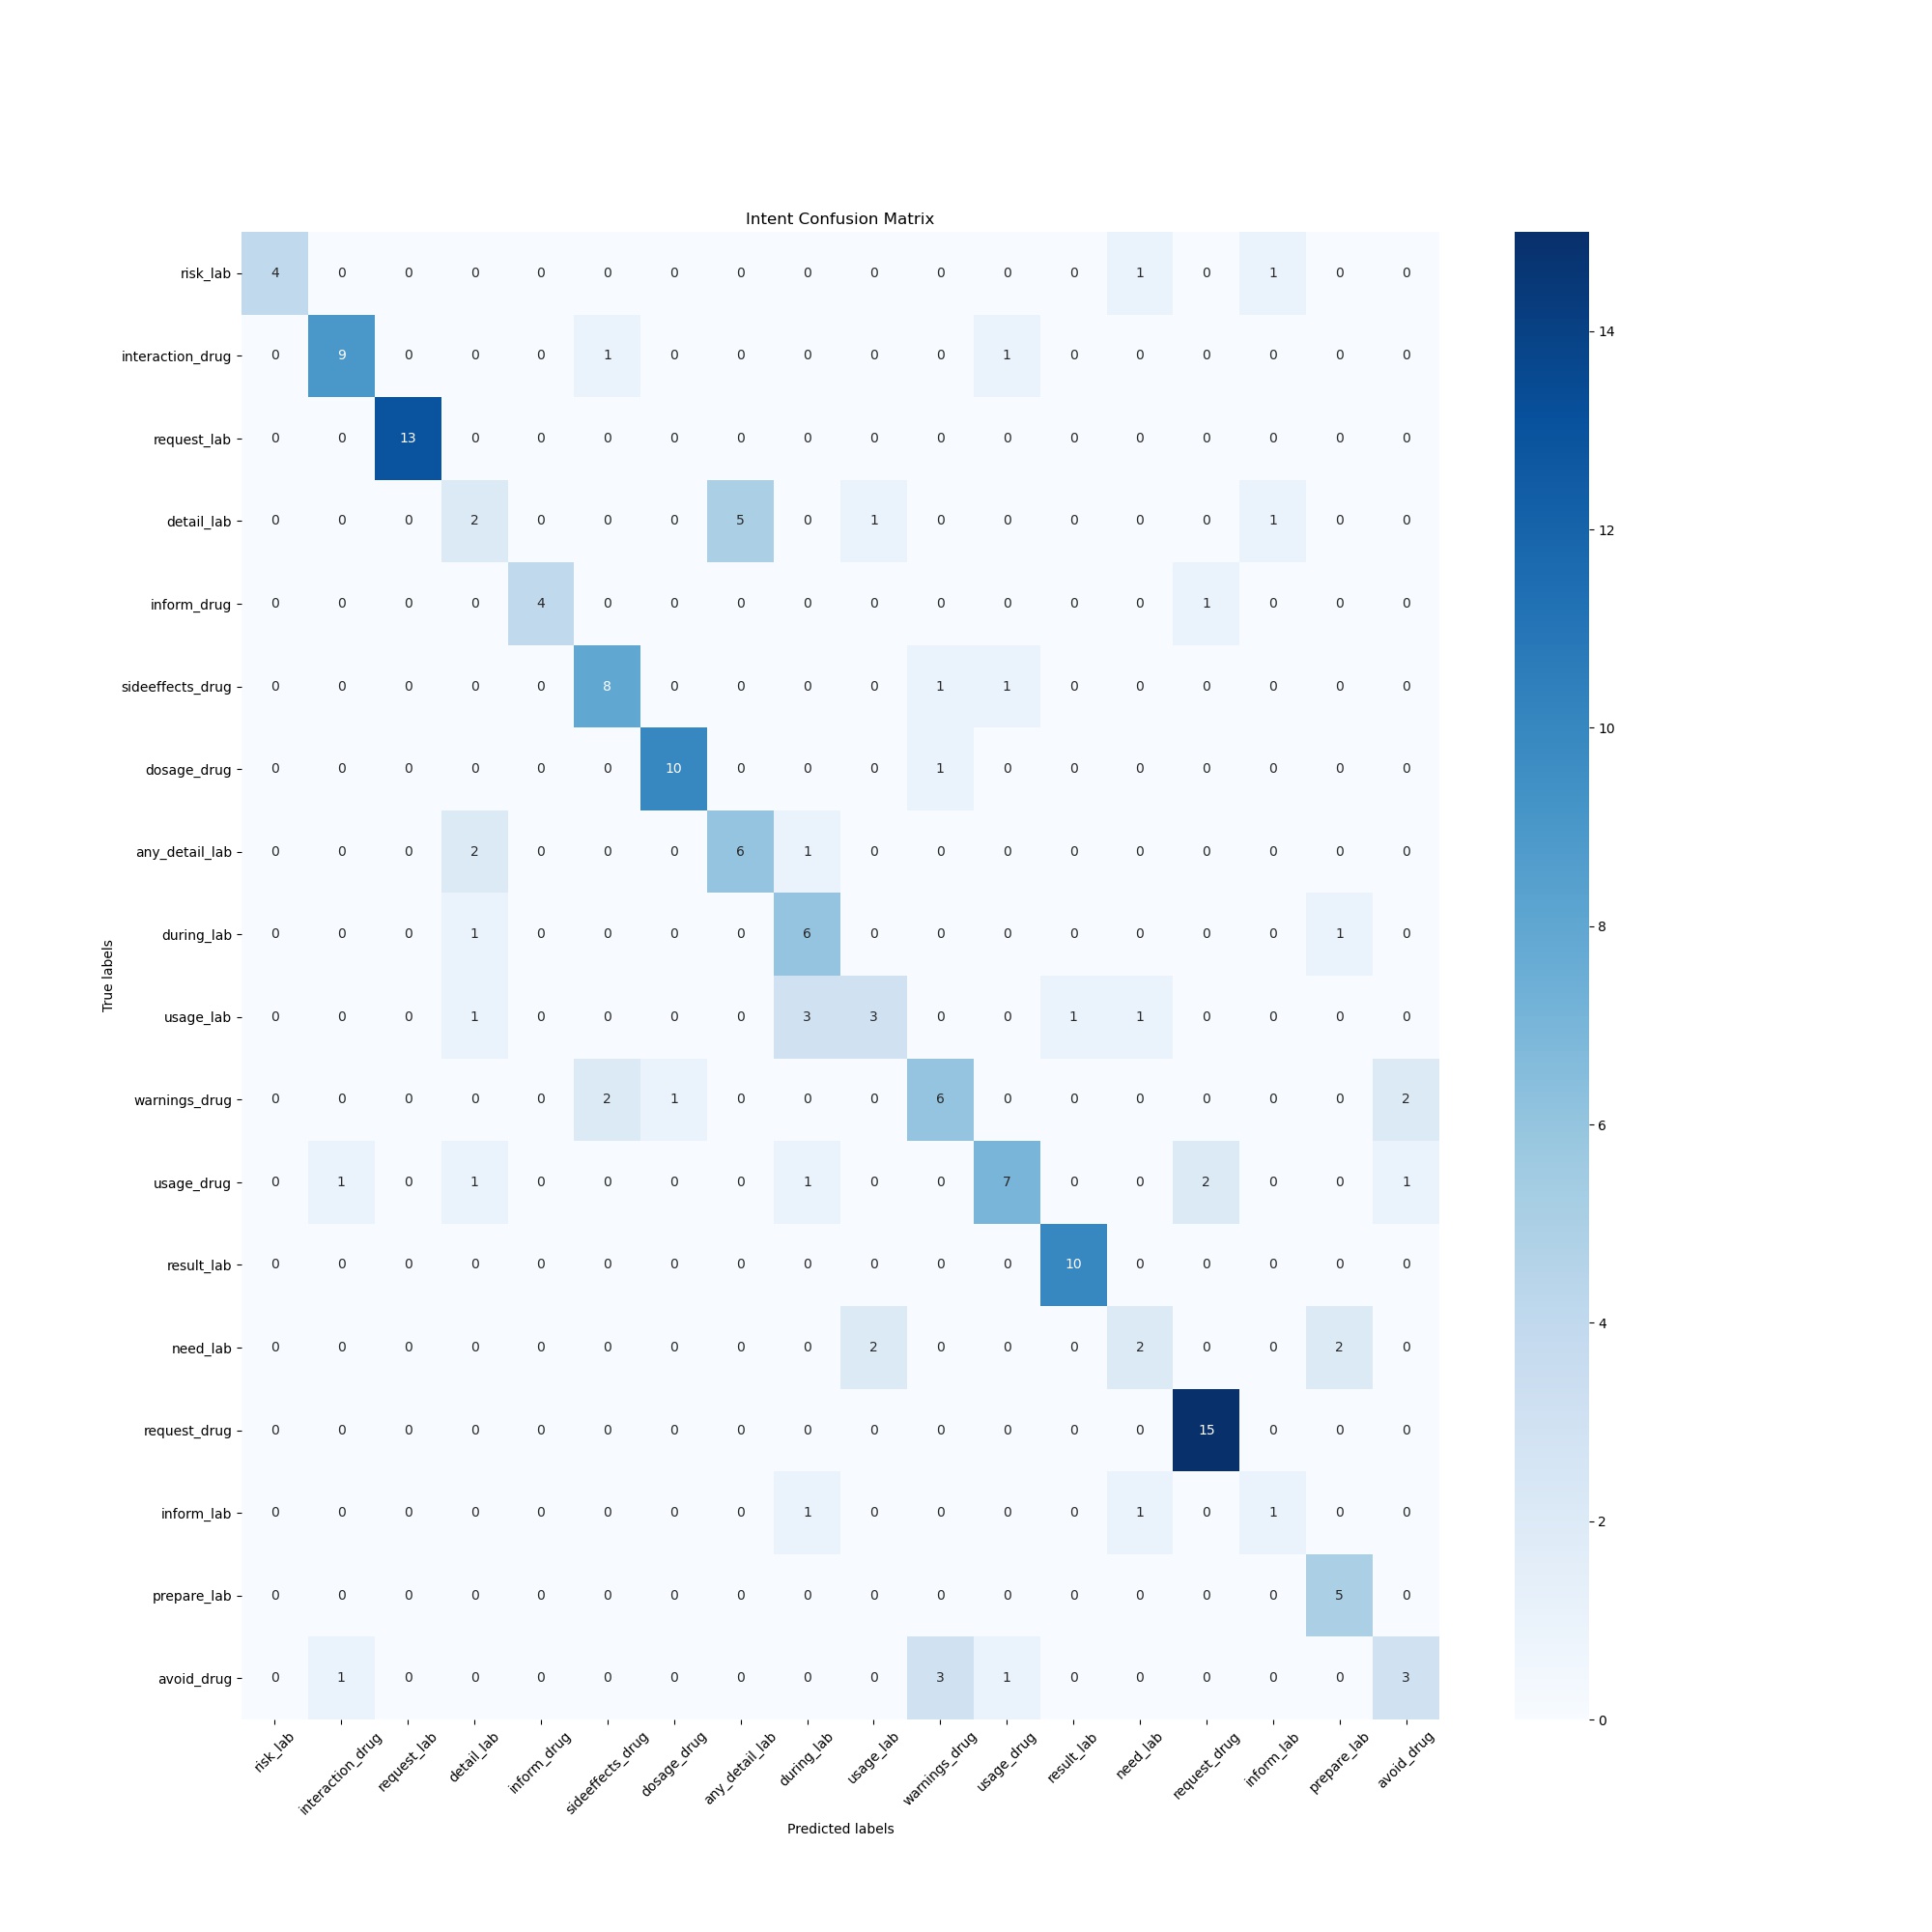 Intent Confusion Matrix
risk_lab 4 0 0 0 0 0 0 0 0 0 0 0 0 1 0 1 0 0
interaction_drug 0 9 0 0 0 1 0 0 0 0 0 1 0 0 0 0 0 0
request_lab 0 0 13 0 0 0 0 0 0 0 0 0 0 0 0 0 0 0
detail_lab 0 0 0 2 0 0 0 5 0 1 0 0 0 0 0 1 0 0
inform_drug 0 0 0 0 4 0 0 0 0 0 0 0 0 0 1 0 0 0
sideeffects_drug 0 0 0 0 0 8 0 0 0 0 1 1 0 0 0 0 0 0
dosage_drug 0 0 0 0 0 0 10 0 0 0 1 0 0 0 0 0 0 0
any_detail_lab 0 0 0 2 0 0 0 6 1 0 0 0 0 0 0 0 0 0
during_lab 0 0 0 1 0 0 0 0 6 0 0 0 0 0 0 0 1 0
usage_lab 0 0 0 1 0 0 0 0 3 3 0 0 1 1 0 0 0 0
warnings_drug 0 0 0 0 0 2 1 0 0 0 6 0 0 0 0 0 0 2
usage_drug 0 1 0 1 0 0 0 0 1 0 0 7 0 0 2 0 0 1
result_lab 0 0 0 0 0 0 0 0 0 0 0 0 10 0 0 0 0 0
need_lab 0 0 0 0 0 0 0 0 0 2 0 0 0 2 0 0 2 0
request_drug 0 0 0 0 0 0 0 0 0 0 0 0 0 0 15 0 0 0
inform_lab 0 0 0 0 0 0 0 0 1 0 0 0 0 1 0 1 0 0
prepare_lab 0 0 0 0 0 0 0 0 0 0 0 0 0 0 0 0 5 0
avoid_drug 0 1 0 0 0 0 0 0 0 0 3 1 0 0 0 0 0 3
True labels
risk_lab interaction_drug request_lab detail_lab inform_drug sideeffects_drug dosage_drug any_detail_lab during_lab usage_lab warnings_drug usage_drug result_lab need_lab request_drug inform_lab prepare_lab avoid_drug
Predicted labels
14
12
10
8
6
4
2
0